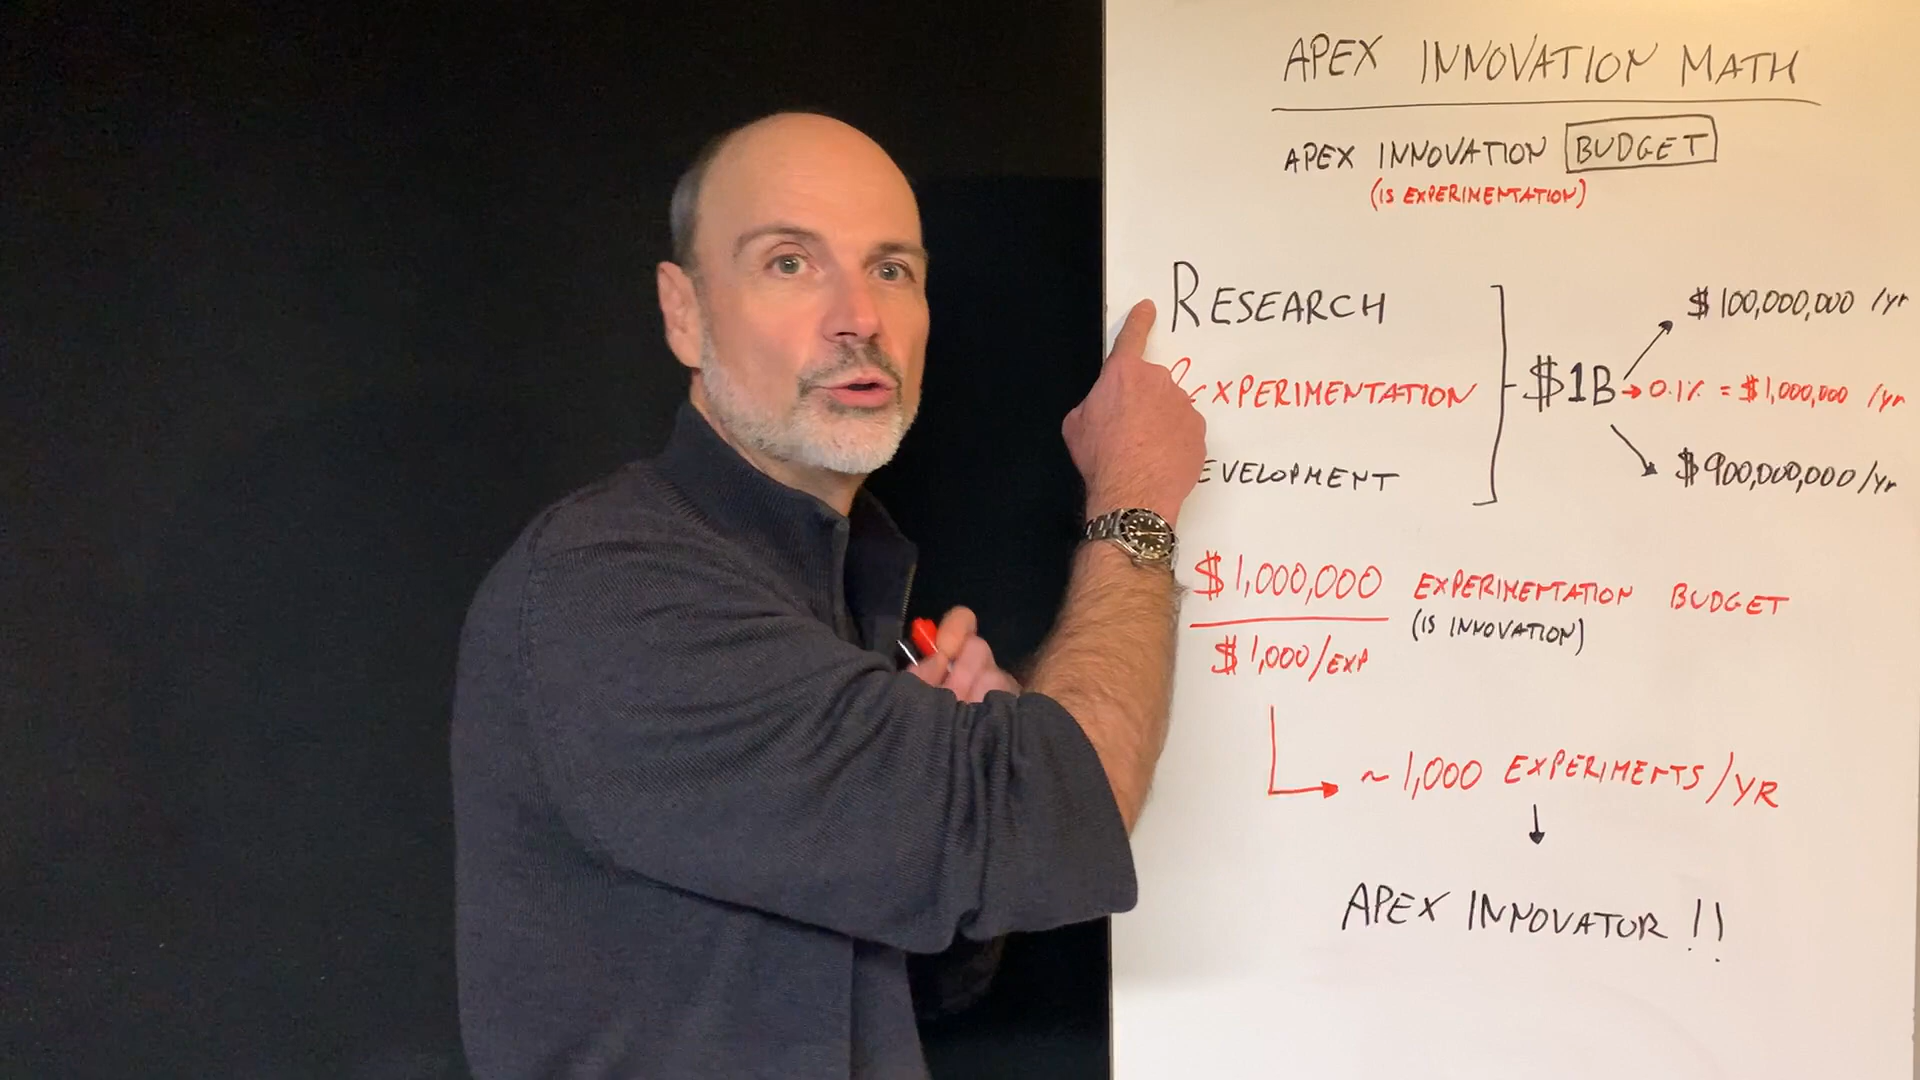 APEX INNOVATION MATH
APEX INNOVATION BUDGET
(IS EXPERIMENTATION)
RESEARCH
XPERIMENTATION
EVELOPMENT
$1B
$100,000,000 /yr
0.1% = $1,000,000 /yr
$900,000,000/yr
$1,000,000 EXPERIMENTATION BUDGET
(IS INNOVATION)
$1,000/EXP
~1,000 EXPERIMENTS/YR
APEX INNOVATOR !!